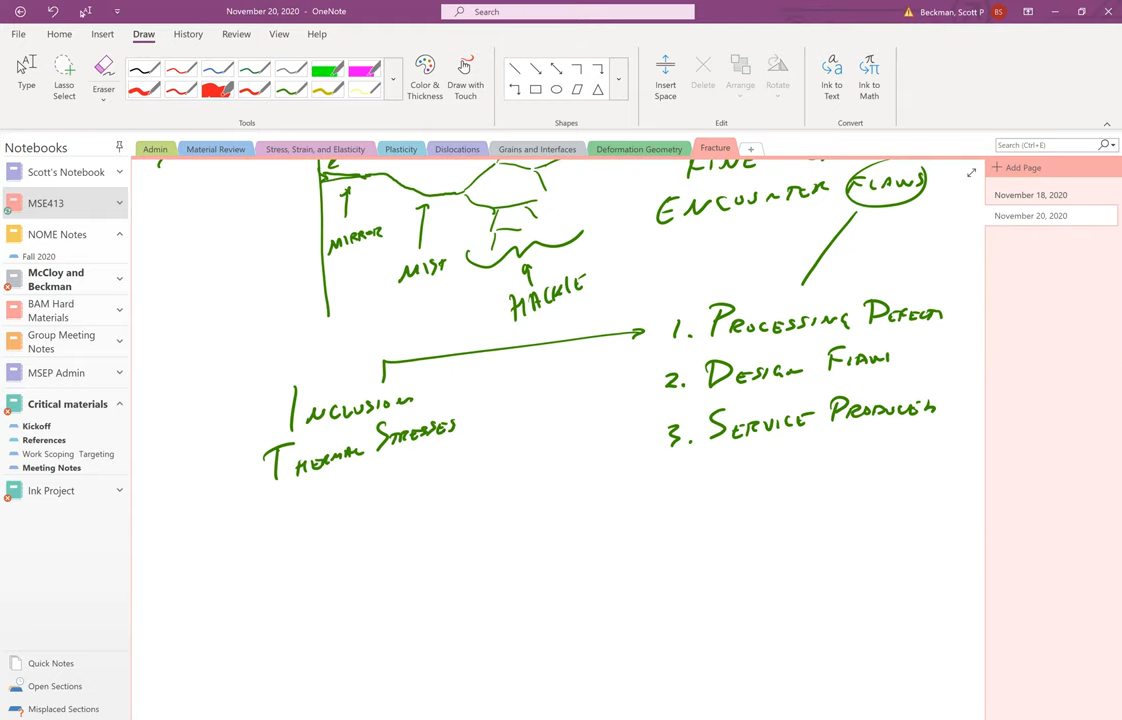 November 20, 2020 - OneNote
Search
Beckman, Scott P
BS
File
Home
Insert
Draw
History
Review
View
Help
Type
Lasso Select
Eraser
Color & Thickness
Draw with Touch
Insert Space
Delete
Arrange
Rotate
Ink to Text
Ink to Math
Tools
Shapes
Edit
Convert
Notebooks
Admin
Material Review
Stress, Strain, and Elasticity
Plasticity
Dislocations
Grains and Interfaces
Deformation Geometry
Fracture
Search (Ctrl+E)
Scott's Notebook
MSE413
NOME Notes
Fall 2020
McCloy and Beckman
BAM Hard Materials
Group Meeting Notes
MSEP Admin
Critical materials
Kickoff
References
Work Scoping Targeting
Meeting Notes
Ink Project
Quick Notes
Open Sections
Misplaced Sections
Add Page
November 18, 2020
November 20, 2020
ENCOUNTER FLAWS
MIRROR
MIST
HACKLE
1. PROCESSING DEFECTS
2. DESIGN FLAW
3. SERVICE PRODUCED
INCLUSION
THERMAL STRESSES